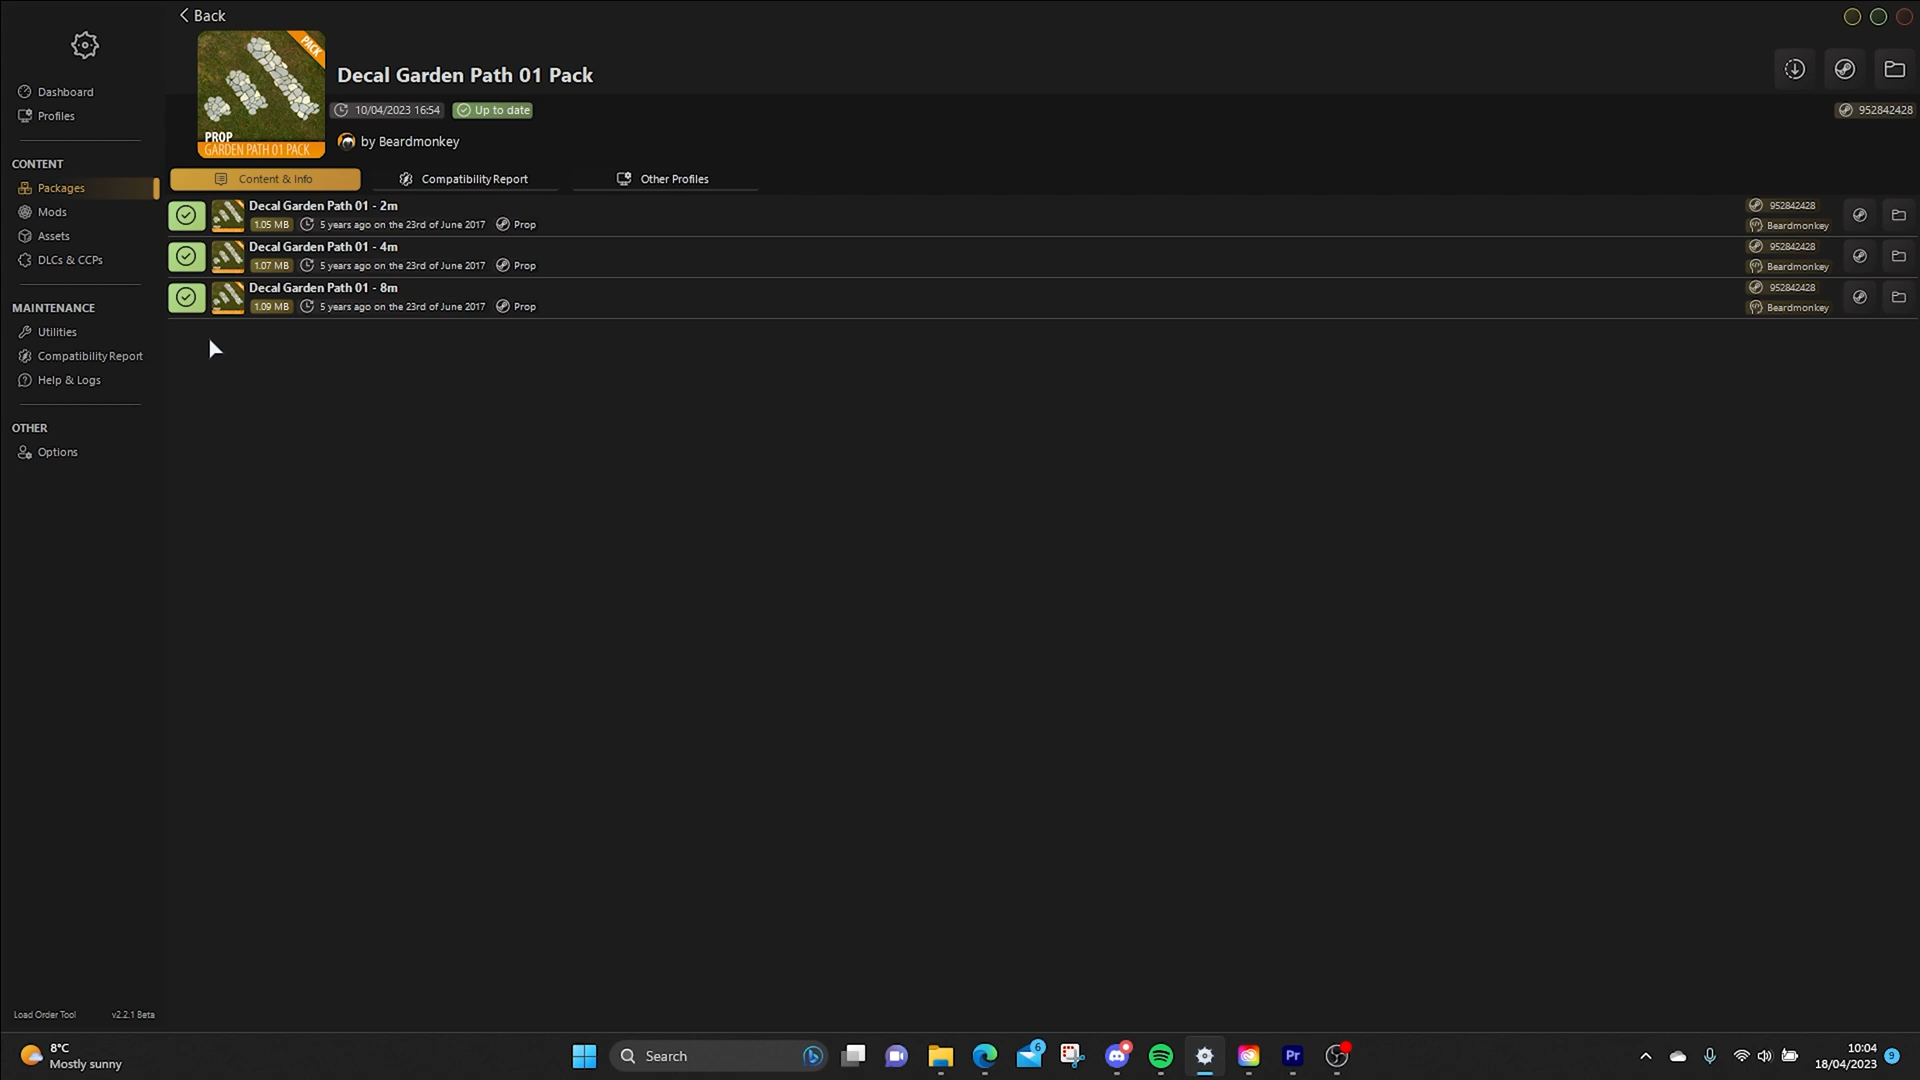 Back
PACK
PROP
GARDEN PATH 01 PACK
Decal Garden Path 01 Pack
10/04/2023 16:54
Up to date
952842428
by Beardmonkey
Content & Info
Compatibility Report
Other Profiles
Dashboard
Profiles
CONTENT
Packages
Mods
Assets
DLCs & CCPs
MAINTENANCE
Utilities
Compatibility Report
Help & Logs
OTHER
Options
Decal Garden Path 01 - 2m
1.05 MB 5 years ago on the 23rd of June 2017 Prop
952842428
Beardmonkey
Decal Garden Path 01 - 4m
1.07 MB 5 years ago on the 23rd of June 2017 Prop
952842428
Beardmonkey
Decal Garden Path 01 - 8m
1.09 MB 5 years ago on the 23rd of June 2017 Prop
952842428
Beardmonkey
Load Order Tool v2.2.1 Beta
8°C
Mostly sunny
Search
6
Pr
10:04
18/04/2023
9